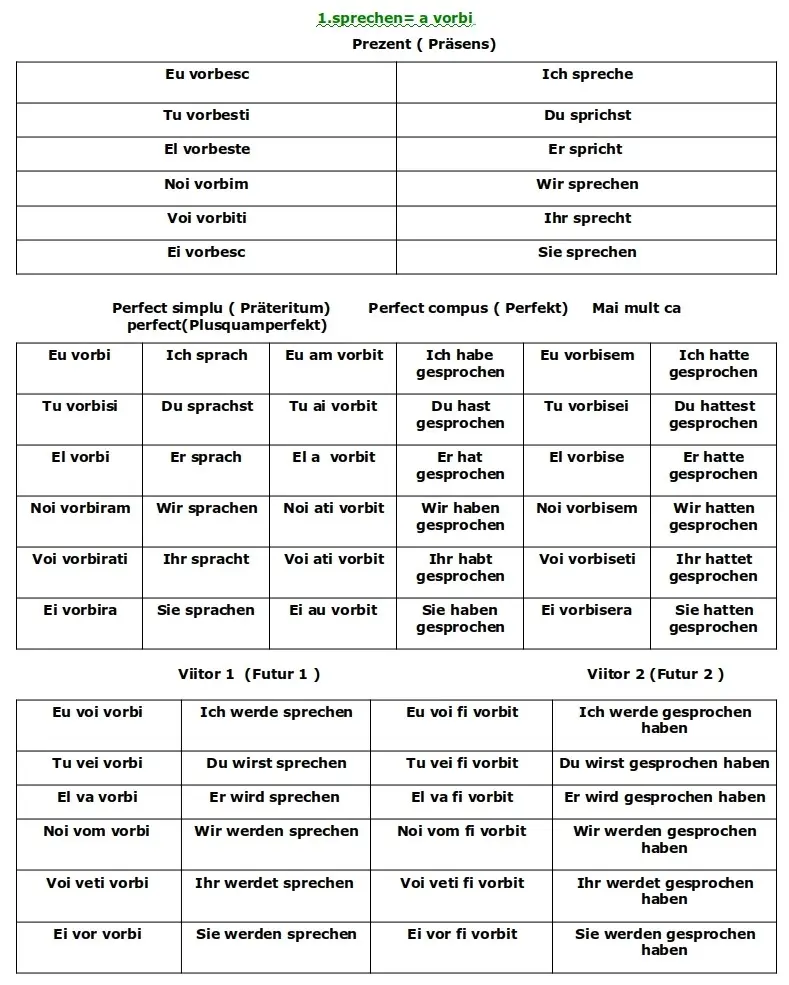 1.sprechen= a vorbi
Prezent ( Präsens)
Eu vorbesc Ich spreche
Tu vorbesti Du sprichst
El vorbeste Er spricht
Noi vorbim Wir sprechen
Voi vorbiti Ihr sprecht
Ei vorbesc Sie sprechen
Perfect simplu ( Präteritum) Perfect compus ( Perfekt) Mai mult ca
perfect(Plusquamperfekt)
Eu vorbi Ich sprach Eu am vorbit Ich habe Eu vorbisem Ich hatte
gesprochen gesprochen
Tu vorbisi Du sprachst Tu ai vorbit Du hast Tu vorbisei Du hattest
gesprochen gesprochen
El vorbi Er sprach El a vorbit Er hat El vorbise Er hatte
gesprochen gesprochen
Noi vorbiram Wir sprachen Noi ati vorbit Wir haben Noi vorbisem Wir hatten
gesprochen gesprochen
Voi vorbirati Ihr spracht Voi ati vorbit Ihr habt Voi vorbiseti Ihr hattet
gesprochen gesprochen
Ei vorbira Sie sprachen Ei au vorbit Sie haben Ei vorbisera Sie hatten
gesprochen gesprochen
Viitor 1 (Futur 1 ) Viitor 2 (Futur 2 )
Eu voi vorbi Ich werde sprechen Eu voi fi vorbit Ich werde gesprochen
haben
Tu vei vorbi Du wirst sprechen Tu vei fi vorbit Du wirst gesprochen haben
El va vorbi Er wird sprechen El va fi vorbit Er wird gesprochen haben
Noi vom vorbi Wir werden sprechen Noi vom fi vorbit Wir werden gesprochen
haben
Voi veti vorbi Ihr werdet sprechen Voi veti fi vorbit Ihr werdet gesprochen
haben
Ei vor vorbi Sie werden sprechen Ei vor fi vorbit Sie werden gesprochen
haben